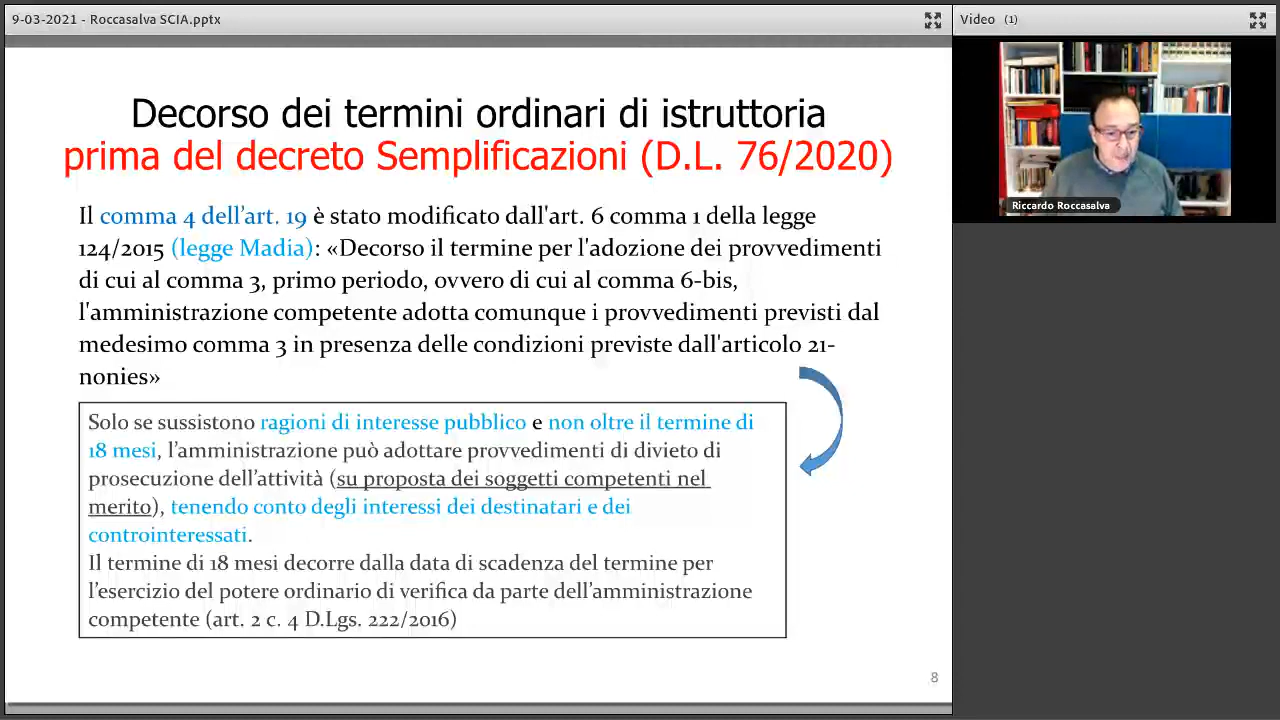 9-03-2021 - Roccasalva SCIA.pptx
Video (1)
Decorso dei termini ordinari di istruttoria
prima del decreto Semplificazioni (D.L. 76/2020)
Il comma 4 dell'art. 19 è stato modificato dall'art. 6 comma 1 della legge
124/2015 (legge Madia): «Decorso il termine per l'adozione dei provvedimenti
di cui al comma 3, primo periodo, ovvero di cui al comma 6-bis,
l'amministrazione competente adotta comunque i provvedimenti previsti dal
medesimo comma 3 in presenza delle condizioni previste dall'articolo 21-
nonies»
Solo se sussistono ragioni di interesse pubblico e non oltre il termine di
18 mesi, l'amministrazione può adottare provvedimenti di divieto di
prosecuzione dell'attività (su proposta dei soggetti competenti nel
merito), tenendo conto degli interessi dei destinatari e dei
controinteressati.
Il termine di 18 mesi decorre dalla data di scadenza del termine per
l'esercizio del potere ordinario di verifica da parte dell'amministrazione
competente (art. 2 c. 4 D.Lgs. 222/2016)
8
Riccardo Roccasalva